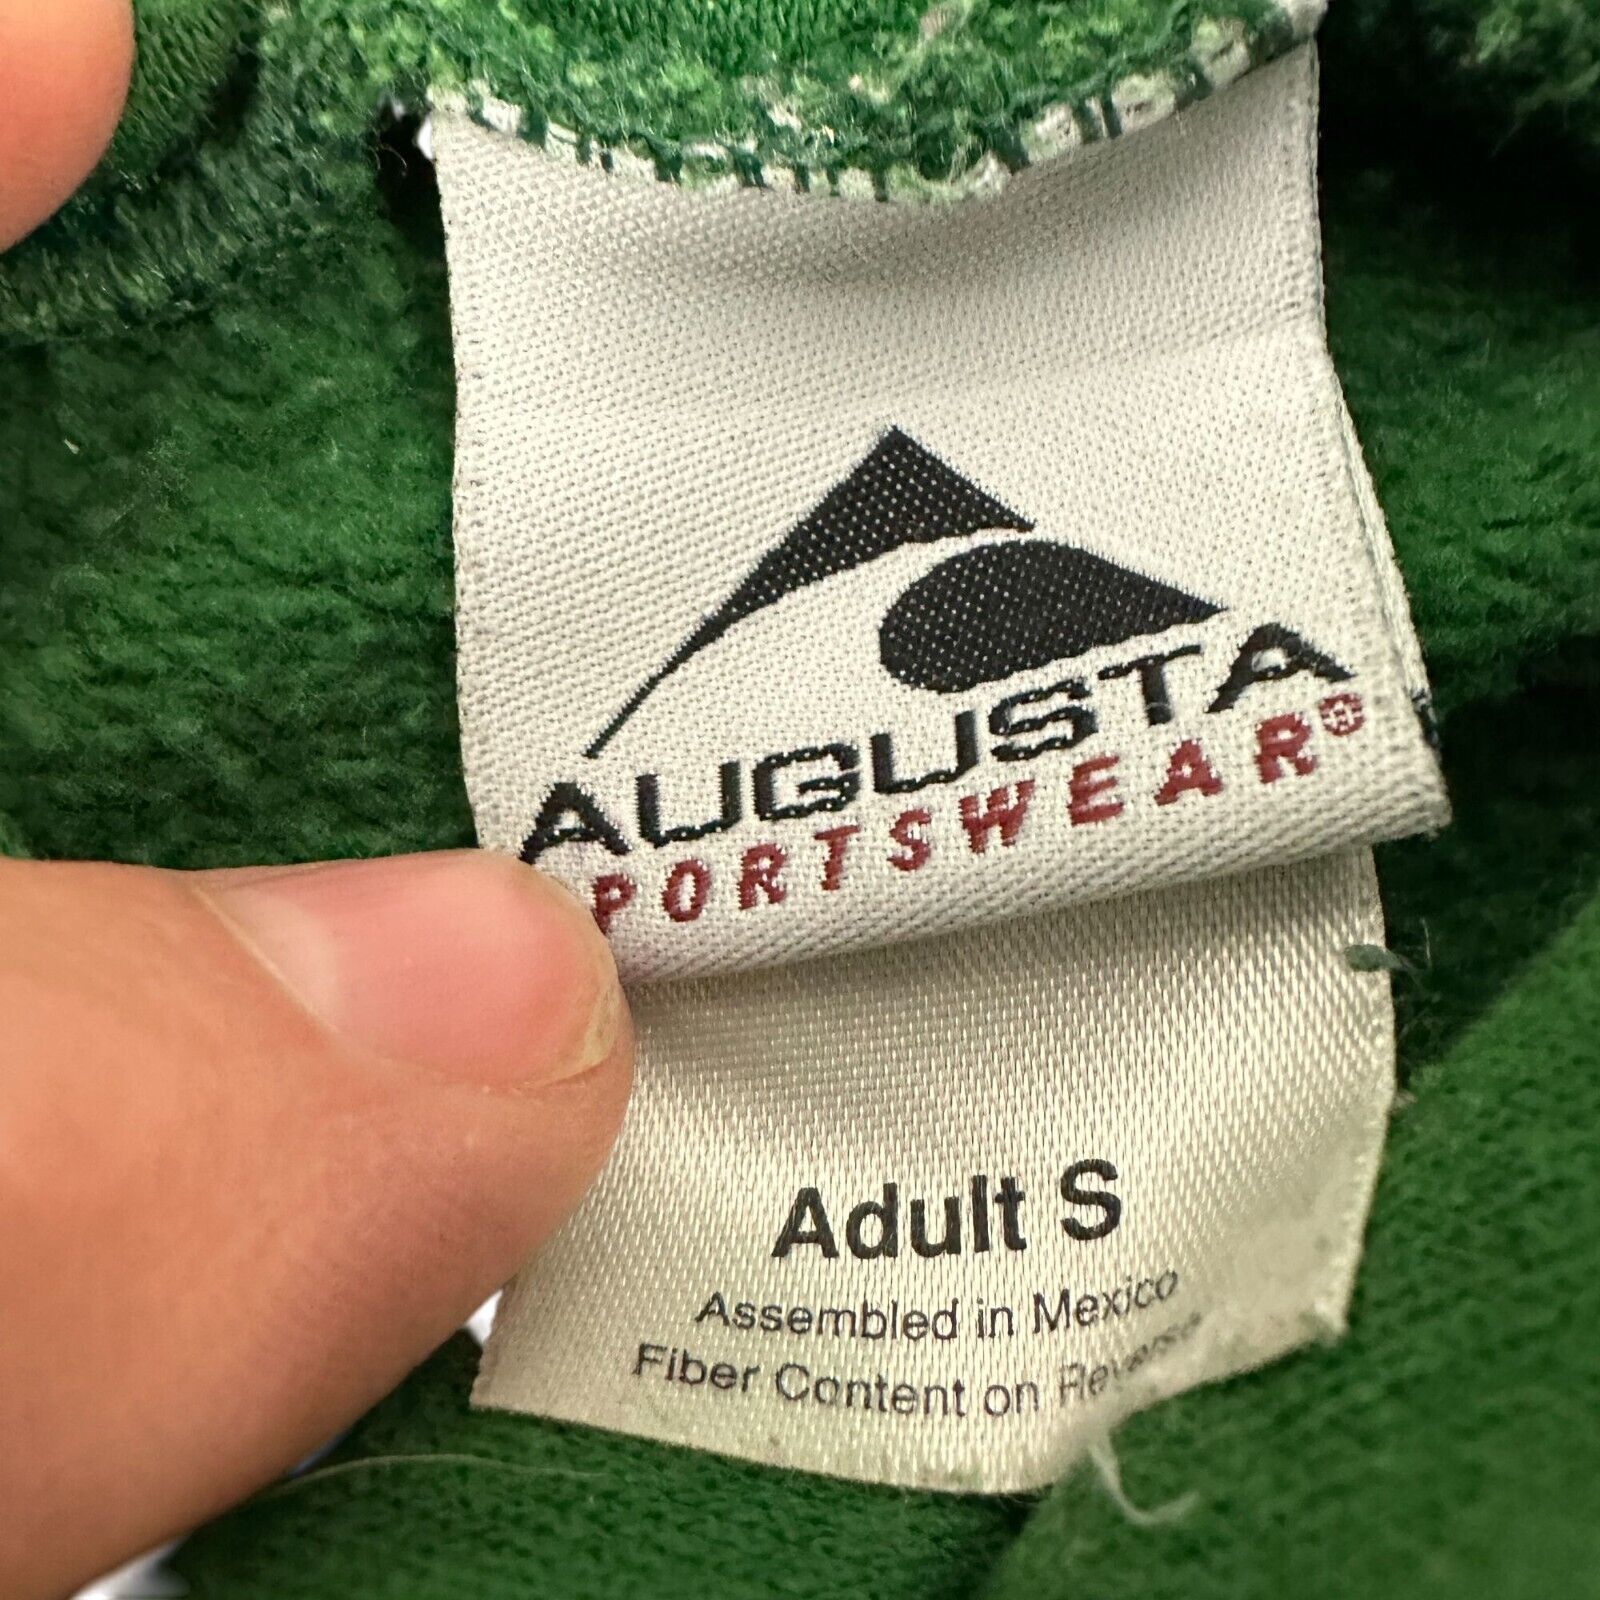 AUGUSTA
SPORTSWEAR®
Adult S
Assembled in Mexico
Fiber Content on Reverse